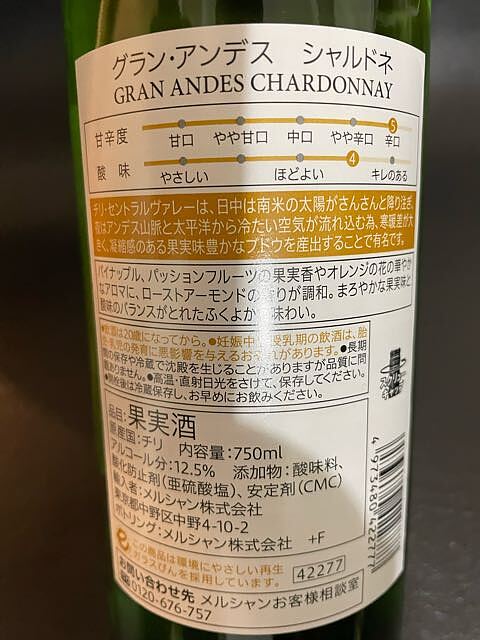 グラン・アンデス シャルドネ
GRAN ANDES CHARDONNAY
甘辛度 甘口 やや甘口 中口 やや辛口 5 辛口
酸味 やさしい ほどよい 4 キレのある
チリ・セントラルヴァレーは、日中は南米の太陽がさんさんと降り注ぎ、
夜はアンデス山脈と太平洋から冷たい空気が流れ込む為、寒暖差が大
きく、凝縮感のある果実味豊かなブドウを産出することで有名です。
パイナップル、パッションフルーツの果実香やオレンジの花の華やか
なアロマに、ローストアーモンドの香りが調和。まろやかな果実味と
酸味のバランスがとれたふくよかな味わい。
●飲酒は20歳になってから。●妊娠中や授乳期の飲酒は、胎
児・乳児の発育に悪影響を与えるおそれがあります。●長期
間の保存や冷蔵で沈殿を生じることがありますが品質に問
題ありません。●高温・直射日光をさけて、保存してください。
●開栓後は冷蔵保存し、お早めにお飲みください。
品目:果実酒
原産国:チリ 内容量:750ml
アルコール分:12.5% 添加物:酸味料、
酸化防止剤(亜硫酸塩)、安定剤(CMC)
輸入者:メルシャン株式会社
東京都中野区中野4-10-2
ボトリング:メルシャン株式会社 +F
この商品は環境にやさしい再生
ガラスびんを採用しています。
42277
お問い合わせ先 メルシャンお客様相談室
0120-676-757
4 973480 422777